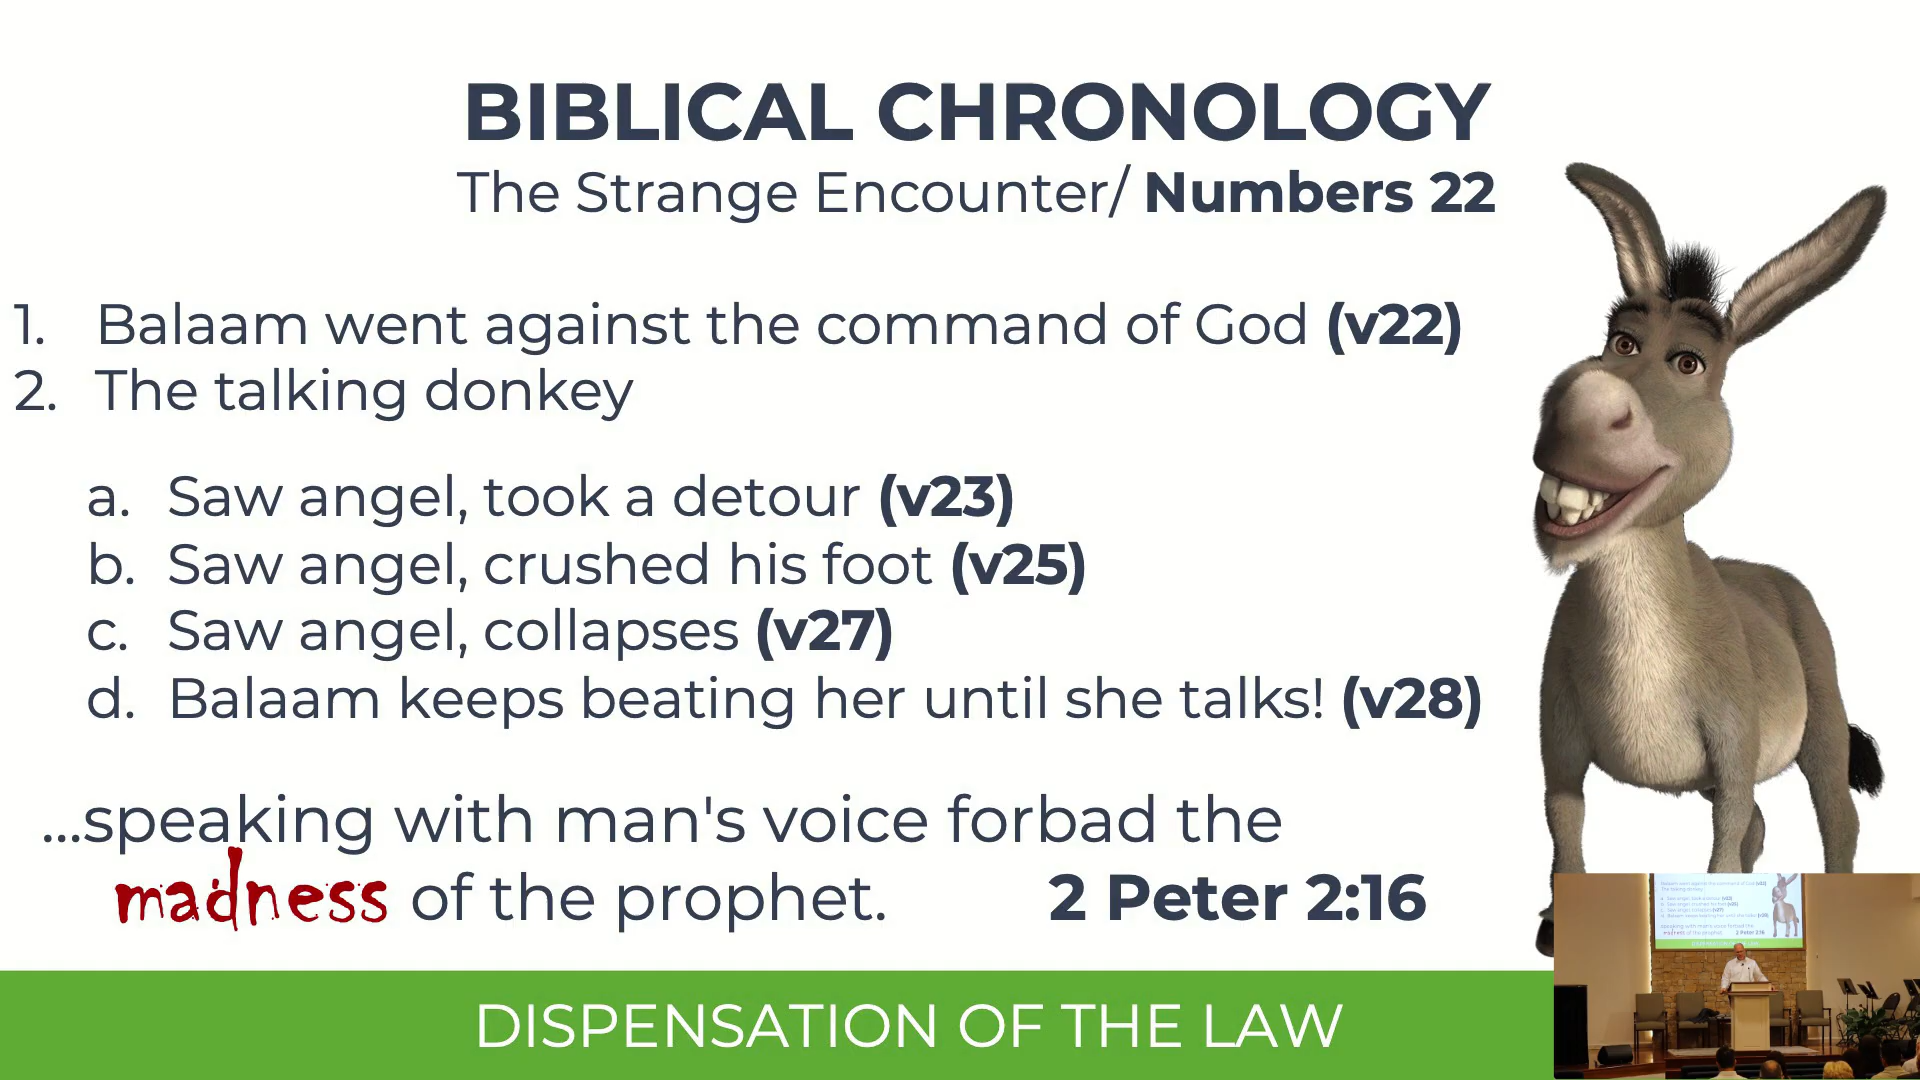 BIBLICAL CHRONOLOGY
The Strange Encounter/ Numbers 22
1. Balaam went against the command of God (v22)
2. The talking donkey
a. Saw angel, took a detour (v23)
b. Saw angel, crushed his foot (v25)
c. Saw angel, collapses (v27)
d. Balaam keeps beating her until she talks! (v28)
...speaking with man's voice forbad the
madness of the prophet. 2 Peter 2:16
DISPENSATION OF THE LAW